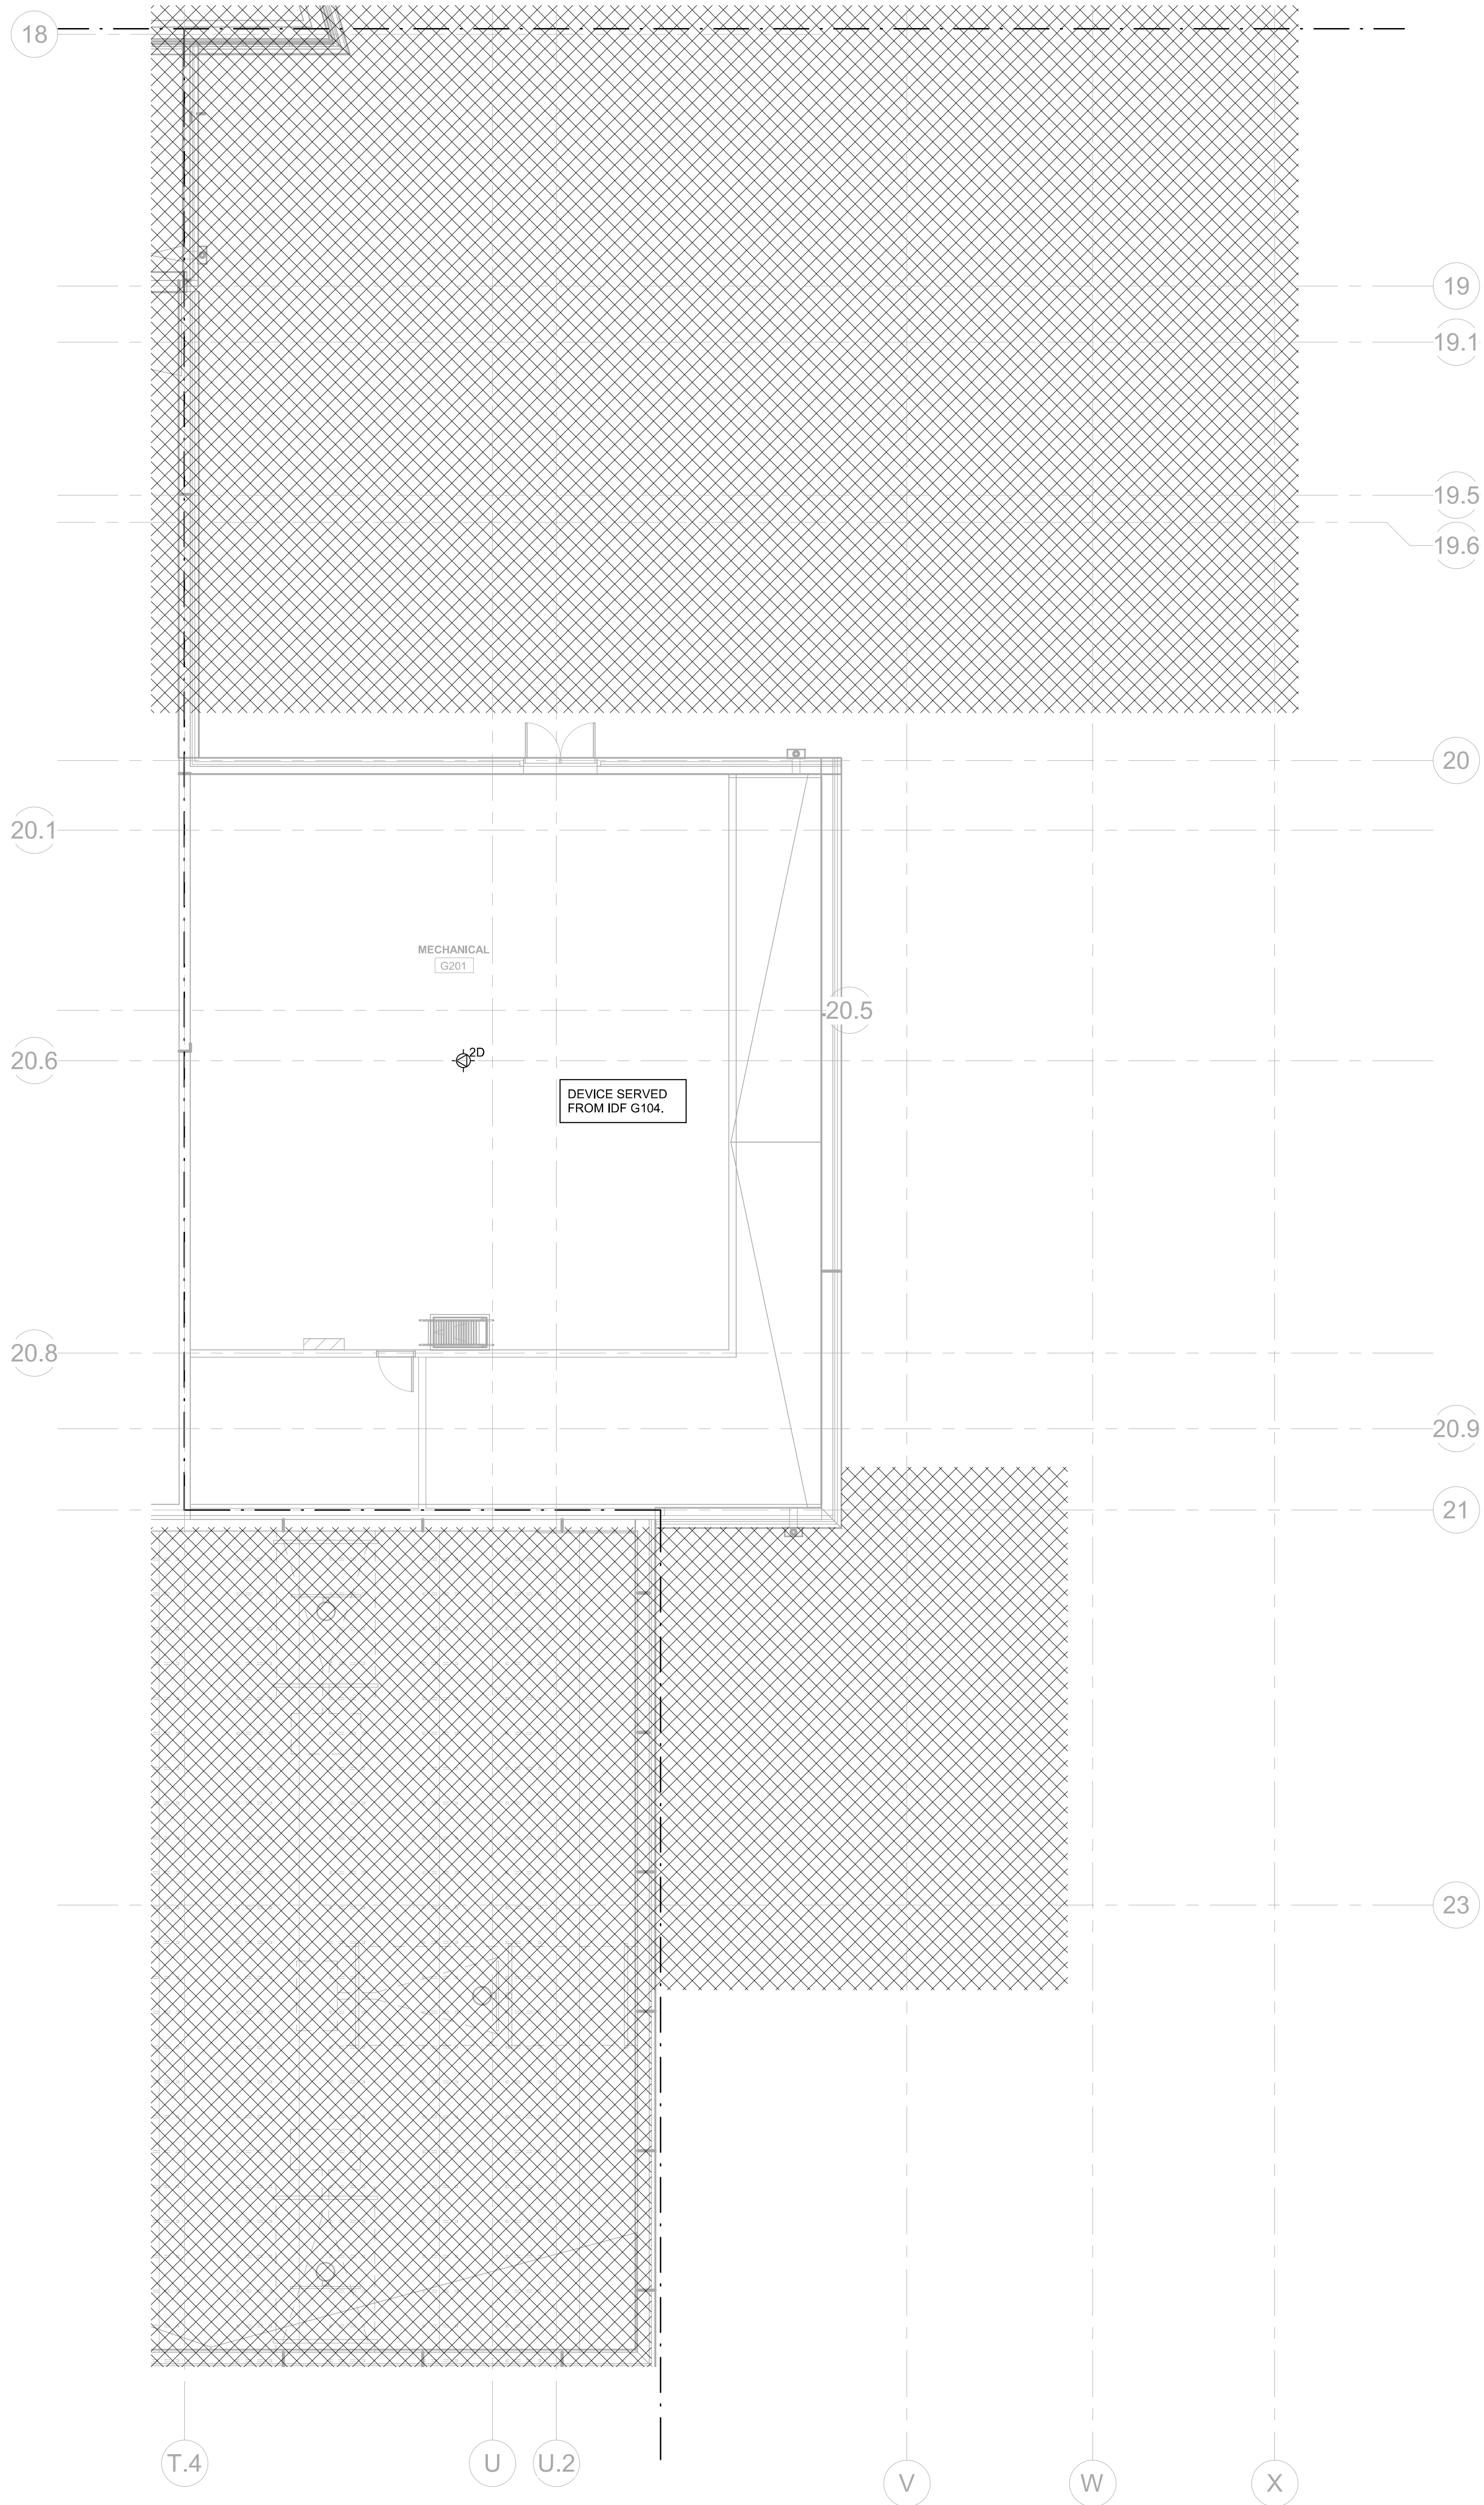 18
19
19.1
19.5
19.6
20
20.1
MECHANICAL
G201
20.5
20.6
2D
DEVICE SERVED
FROM IDF G104.
20.8
20.9
21
23
T.4
U
U.2
V
W
X